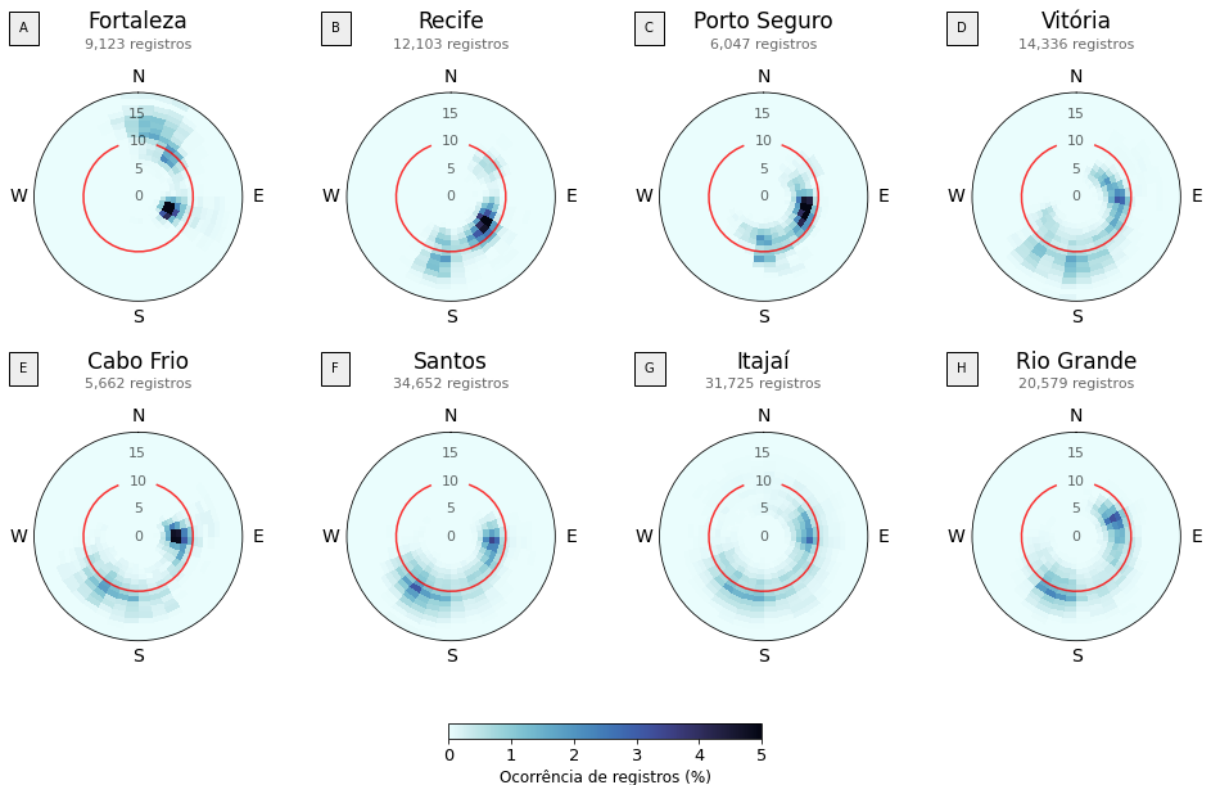 A
Fortaleza
9,123 registros
N
15
10
5
0
W
E
S
B
Recife
12,103 registros
N
15
10
5
0
W
E
S
C
Porto Seguro
6,047 registros
N
15
10
5
0
W
E
S
D
Vitória
14,336 registros
N
15
10
5
0
W
E
S
E
Cabo Frio
5,662 registros
N
15
10
5
0
W
E
S
F
Santos
34,652 registros
N
15
10
5
0
W
E
S
G
Itajaí
31,725 registros
N
15
10
5
0
W
E
S
H
Rio Grande
20,579 registros
N
15
10
5
0
W
E
S
0 1 2 3 4 5
Ocorrência de registros (%)